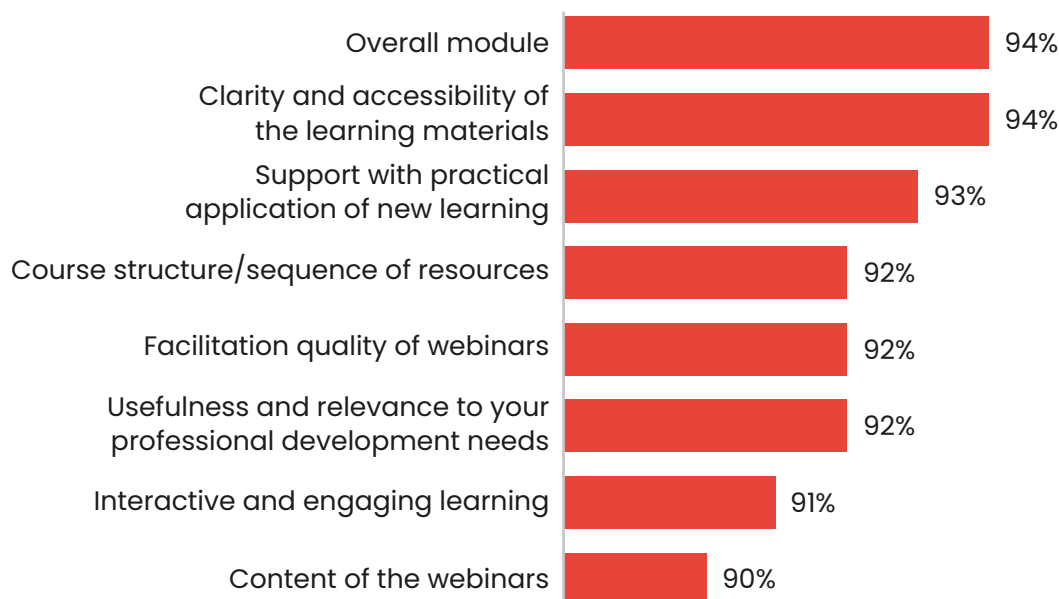 Overall module
94%
Clarity and accessibility of
the learning materials
94%
Support with practical
application of new learning
93%
Course structure/sequence of resources
92%
Facilitation quality of webinars
92%
Usefulness and relevance to your
professional development needs
92%
Interactive and engaging learning
91%
Content of the webinars
90%